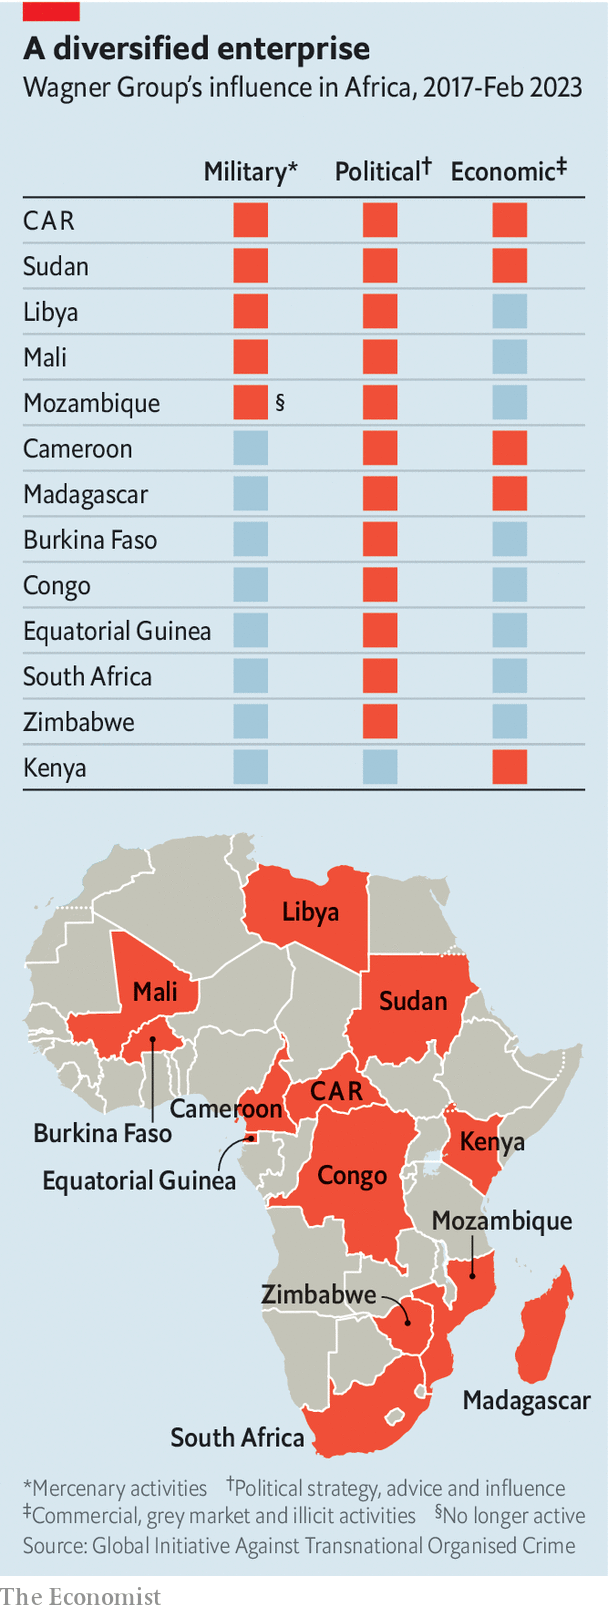 A diversified enterprise
Wagner Group's influence in Africa, 2017-Feb 2023
Military* Political† Economic‡
CAR
Sudan
Libya
Mali
Mozambique §
Cameroon
Madagascar
Burkina Faso
Congo
Equatorial Guinea
South Africa
Zimbabwe
Kenya
Libya
Mali
Sudan
CAR
Cameroon
Burkina Faso
Kenya
Equatorial Guinea
Congo
Mozambique
Zimbabwe
Madagascar
South Africa
*Mercenary activities †Political strategy, advice and influence
‡Commercial, grey market and illicit activities §No longer active
Source: Global Initiative Against Transnational Organised Crime
The Economist